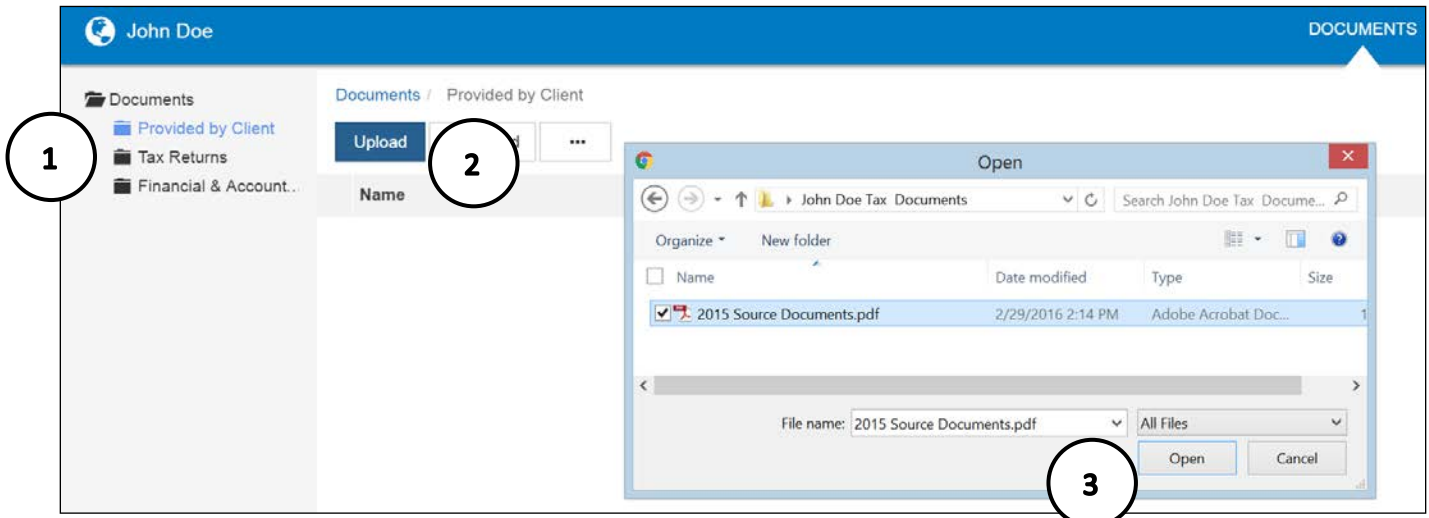 John Doe
DOCUMENTS
Documents
Provided by Client
Tax Returns
Financial & Account..
1
Documents / Provided by Client
Upload
2
...
Name
Open
John Doe Tax Documents
Search John Doe Tax Docume...
Organize
New folder
Name Date modified Type Size
2015 Source Documents.pdf 2/29/2016 2:14 PM Adobe Acrobat Doc... 1
File name: 2015 Source Documents.pdf All Files
Open Cancel
3